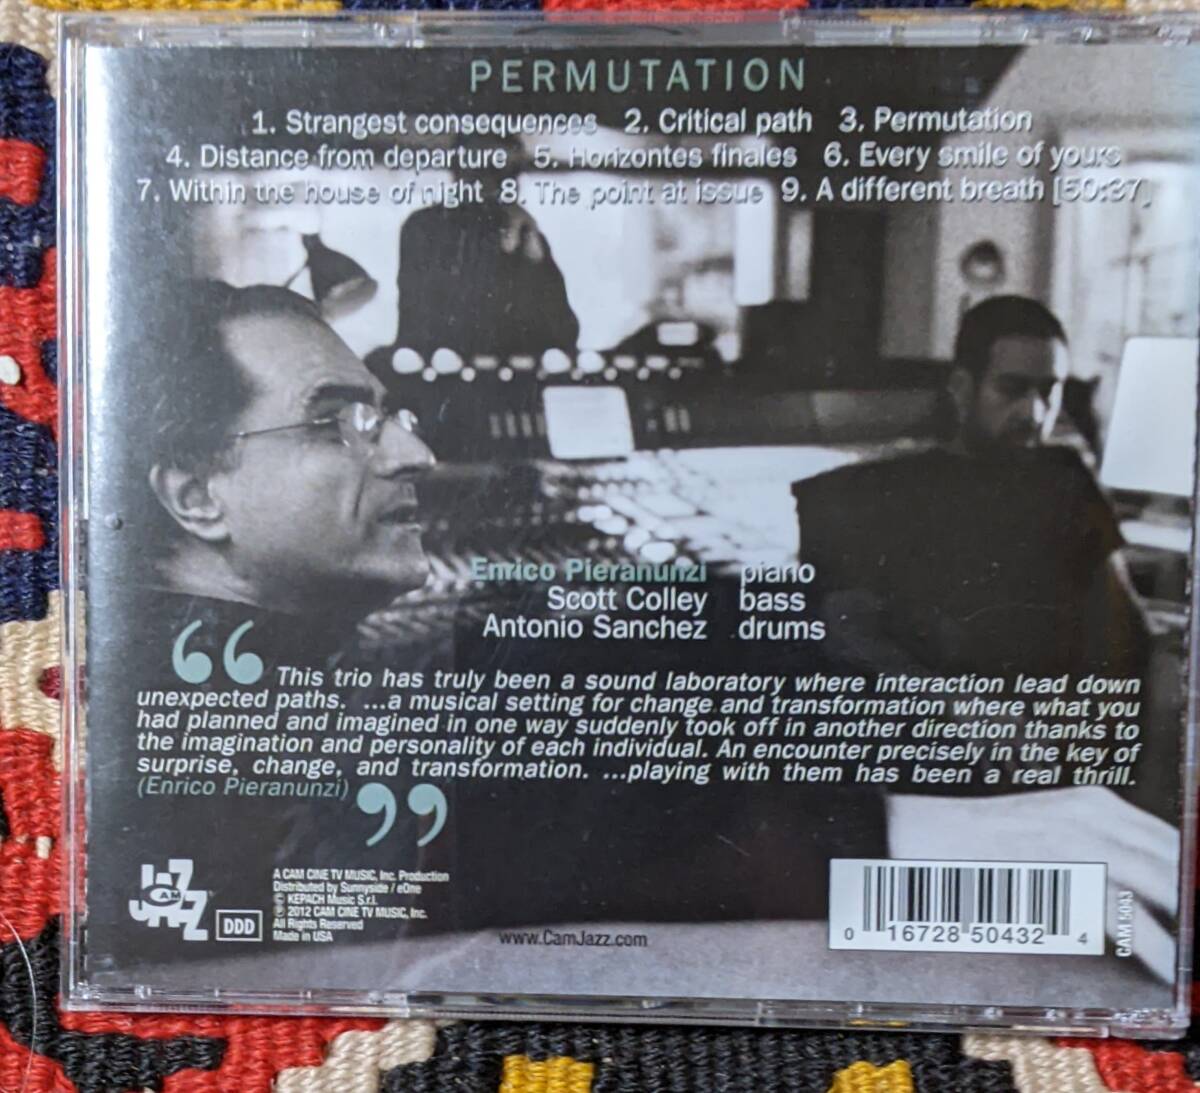 PERMUTATION
1. Strangest consequences 2. Critical path 3. Permutation
4. Distance from departure 5. Horizontes finales 6. Every smile of yours
7. Within the house of night 8. The point at issue 9. A different breath [50:37]
Enrico Pieranunzi piano
Scott Colley bass
Antonio Sanchez drums
“ This trio has truly been a sound laboratory where interaction lead down
unexpected paths. ...a musical setting for change and transformation where what you
had planned and imagined in one way suddenly took off in another direction thanks to
the imagination and personality of each individual. An encounter precisely in the key of
surprise, change, and transformation. ...playing with them has been a real thrill.
(Enrico Pieranunzi) ”
CAM JAZZ
DDD
A CAM CINE TV MUSIC, Inc. Production
Distributed by Sunnyside / eOne
© KEPACH Music S.r.l.
℗ 2012 CAM CINE TV MUSIC, Inc.
All Rights Reserved
Made in USA
www.CamJazz.com
0 16728 50432 4
CAM 5043